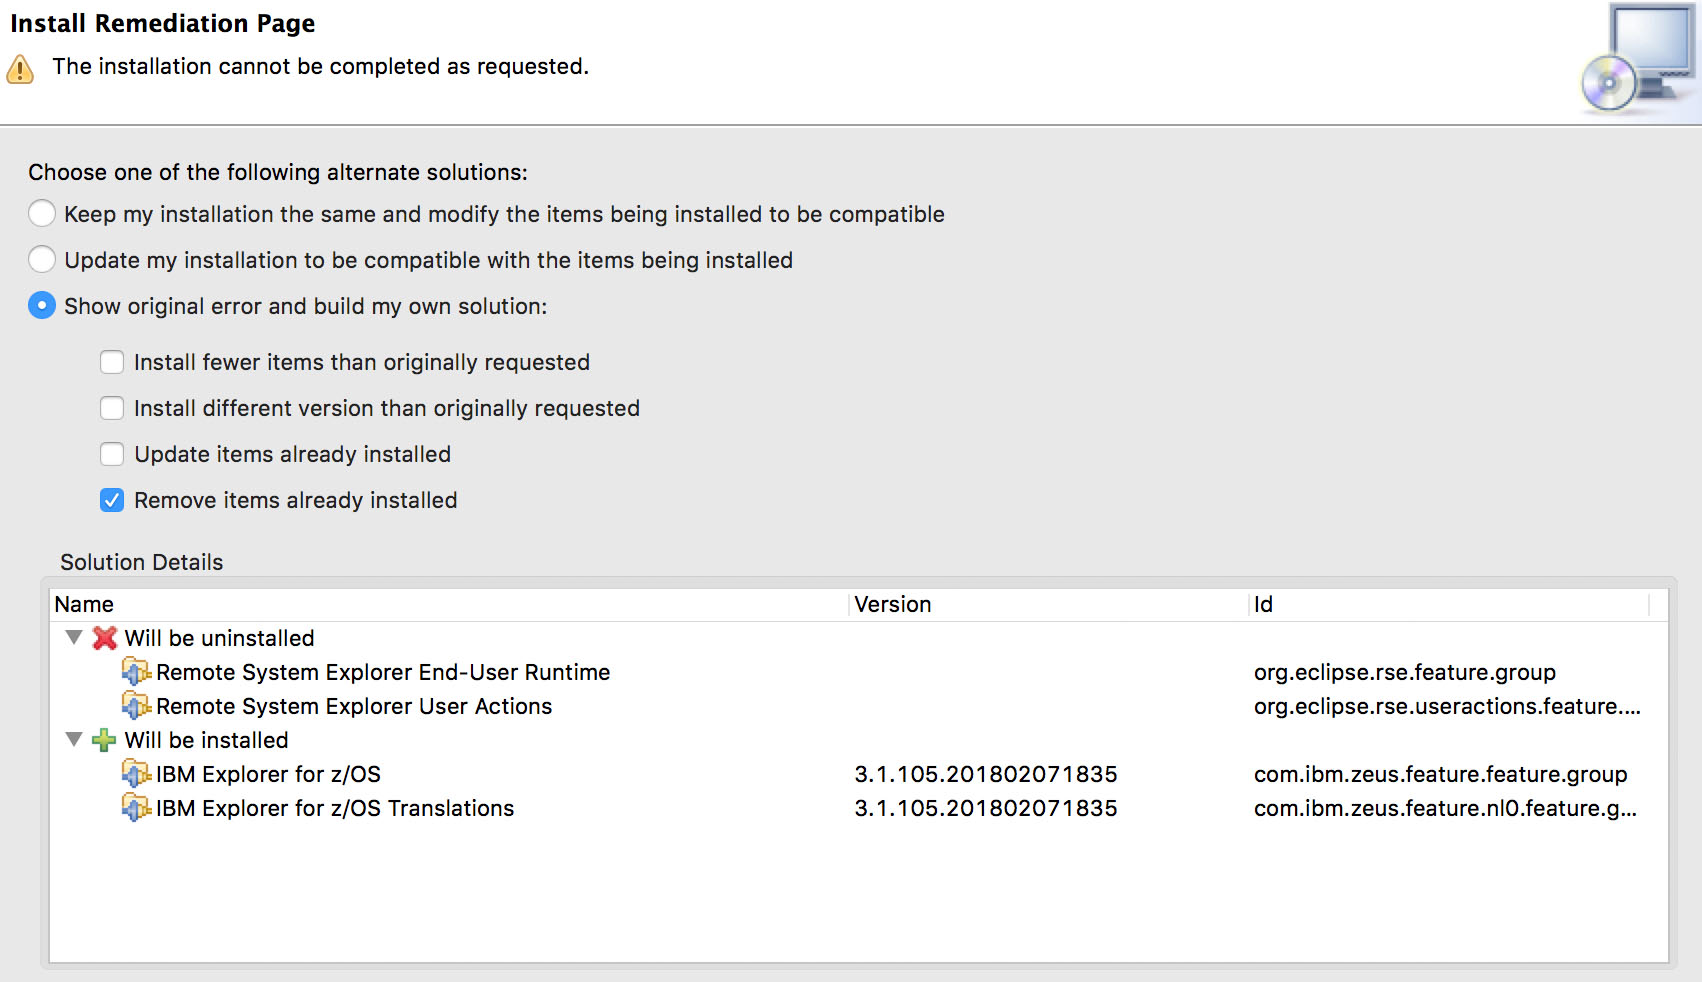 Install Remediation Page
The installation cannot be completed as requested.
Choose one of the following alternate solutions:
Keep my installation the same and modify the items being installed to be compatible
Update my installation to be compatible with the items being installed
Show original error and build my own solution:
Install fewer items than originally requested
Install different version than originally requested
Update items already installed
Remove items already installed
Solution Details
Name Version Id
Will be uninstalled
Remote System Explorer End-User Runtime org.eclipse.rse.feature.group
Remote System Explorer User Actions org.eclipse.rse.useractions.feature....
Will be installed
IBM Explorer for z/OS 3.1.105.201802071835 com.ibm.zeus.feature.feature.group
IBM Explorer for z/OS Translations 3.1.105.201802071835 com.ibm.zeus.feature.nl0.feature.g...